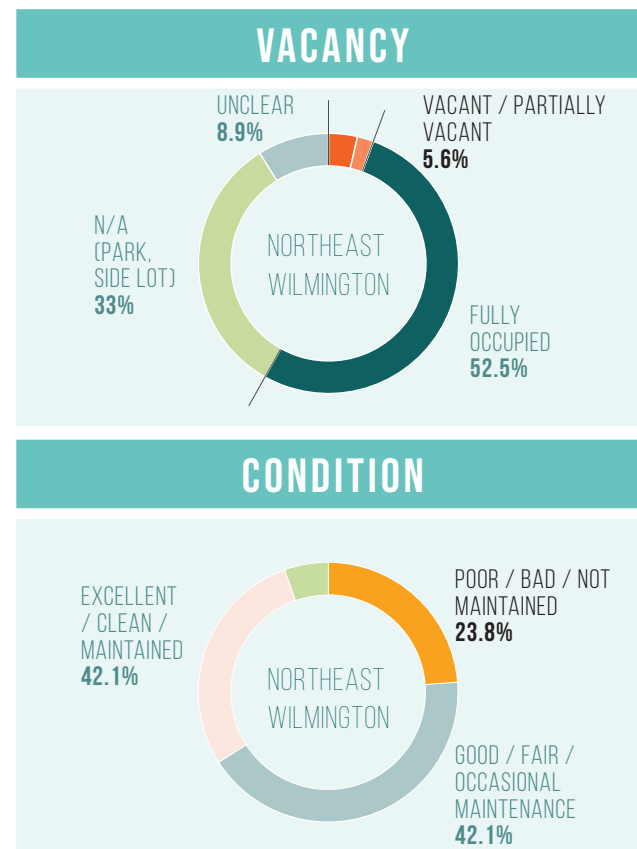 VACANCY
UNCLEAR
8.9%
VACANT / PARTIALLY
VACANT
5.6%
N/A
(PARK,
SIDE LOT)
33%
NORTHEAST
WILMINGTON
FULLY
OCCUPIED
52.5%
CONDITION
EXCELLENT
/ CLEAN /
MAINTAINED
42.1%
POOR / BAD / NOT
MAINTAINED
23.8%
NORTHEAST
WILMINGTON
GOOD / FAIR /
OCCASIONAL
MAINTENANCE
42.1%